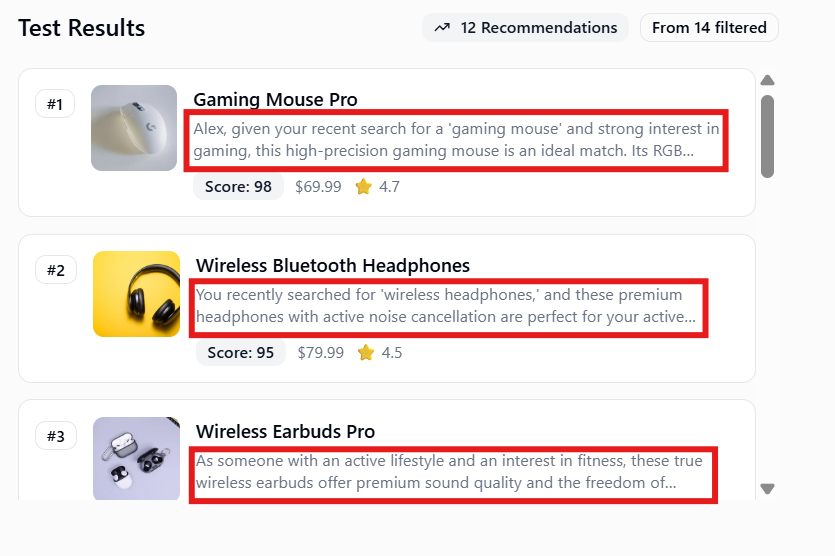 Test Results
12 Recommendations
From 14 filtered
#1
Gaming Mouse Pro
Alex, given your recent search for a 'gaming mouse' and strong interest in
gaming, this high-precision gaming mouse is an ideal match. Its RGB...
Score: 98 $69.99 4.7
#2
Wireless Bluetooth Headphones
You recently searched for 'wireless headphones,' and these premium
headphones with active noise cancellation are perfect for your active...
Score: 95 $79.99 4.5
#3
Wireless Earbuds Pro
As someone with an active lifestyle and an interest in fitness, these true
wireless earbuds offer premium sound quality and the freedom of...